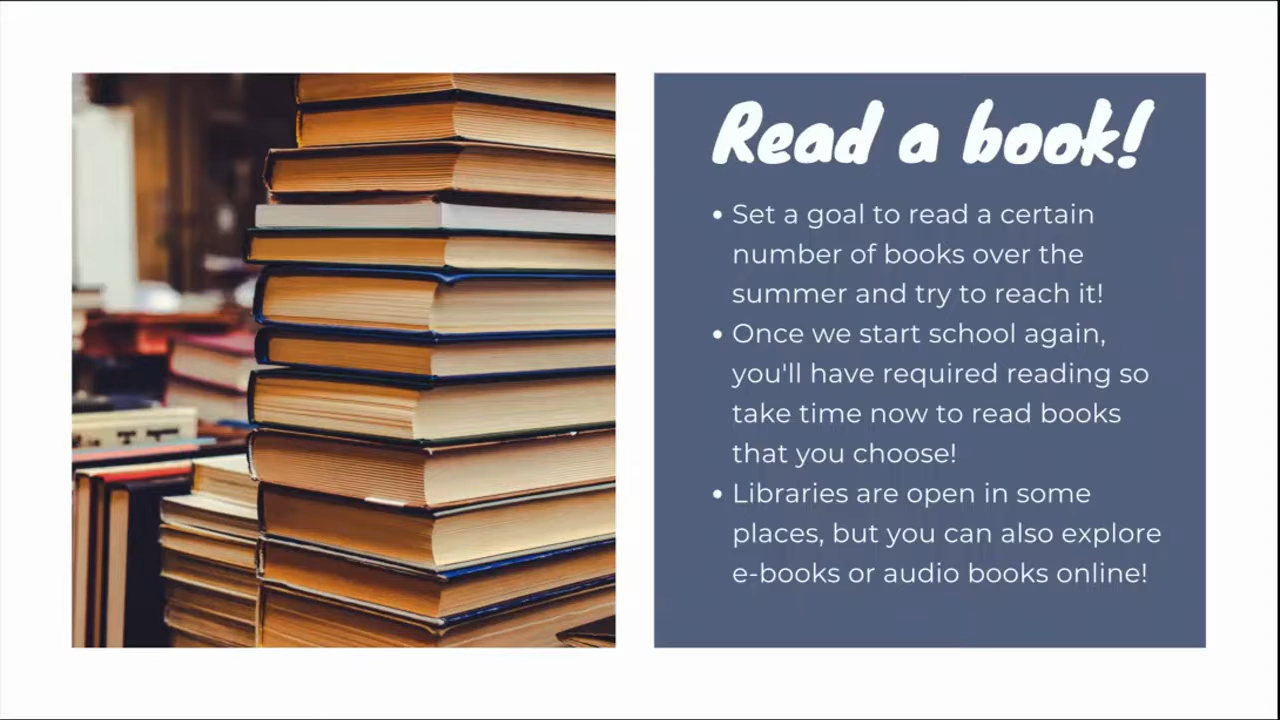 Read a book!
• Set a goal to read a certain
number of books over the
summer and try to reach it!
• Once we start school again,
you'll have required reading so
take time now to read books
that you choose!
• Libraries are open in some
places, but you can also explore
e-books or audio books online!